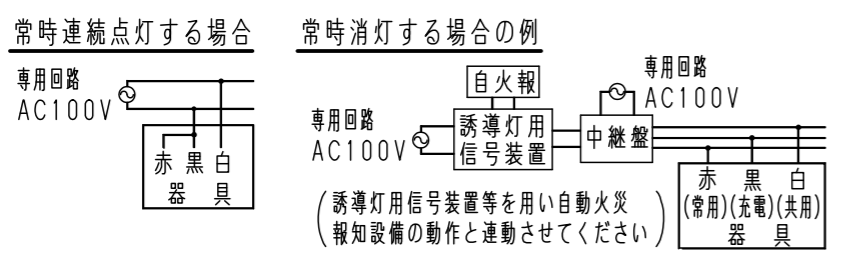 常時連続点灯する場合
専用回路
AC100V
赤 黒 白
器 具
常時消灯する場合の例
専用回路
AC100V
自火報
誘導灯用
信号装置
中継盤
専用回路
AC100V
赤 黒 白
(常用)(充電)(共用)
器 具
(誘導灯用信号装置等を用い自動火災
報知設備の動作と連動させてください)